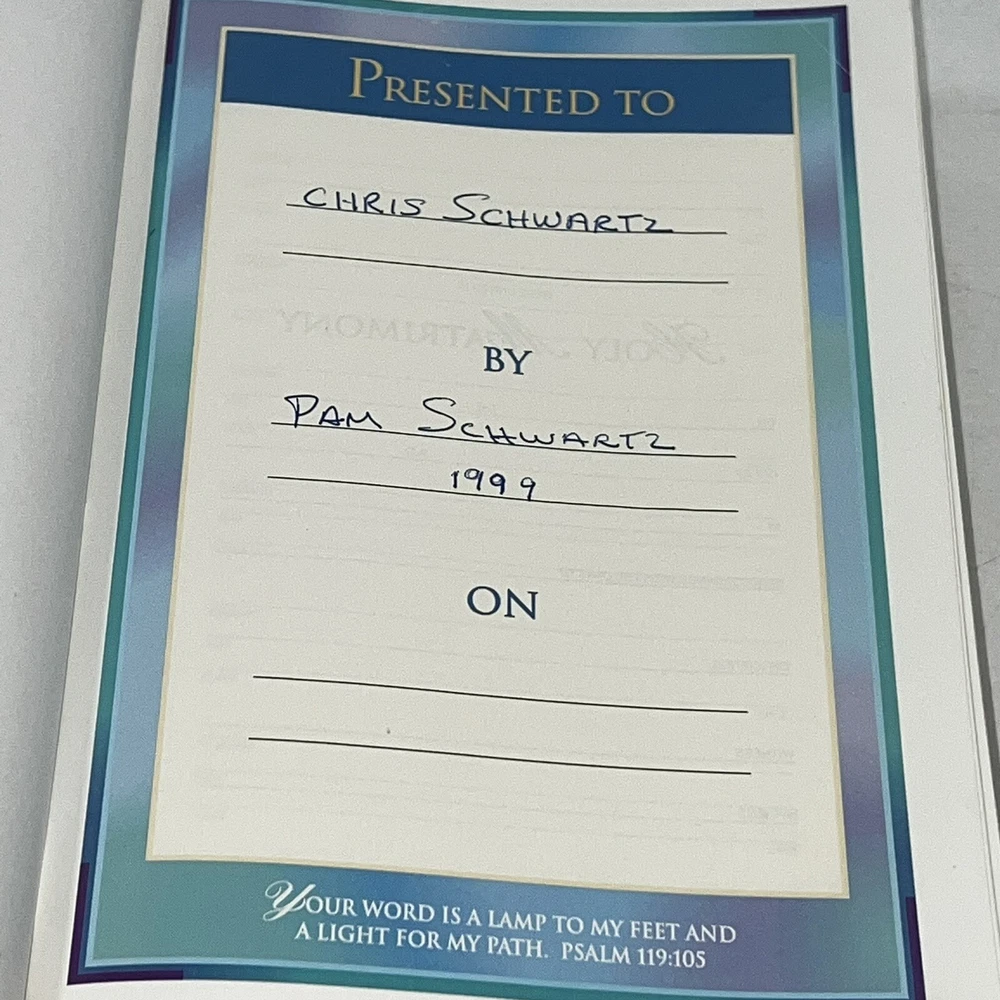 PRESENTED TO
CHRIS SCHWARTZ
BY
PAM SCHWARTZ
1999
ON
YOUR WORD IS A LAMP TO MY FEET AND
A LIGHT FOR MY PATH. PSALM 119:105